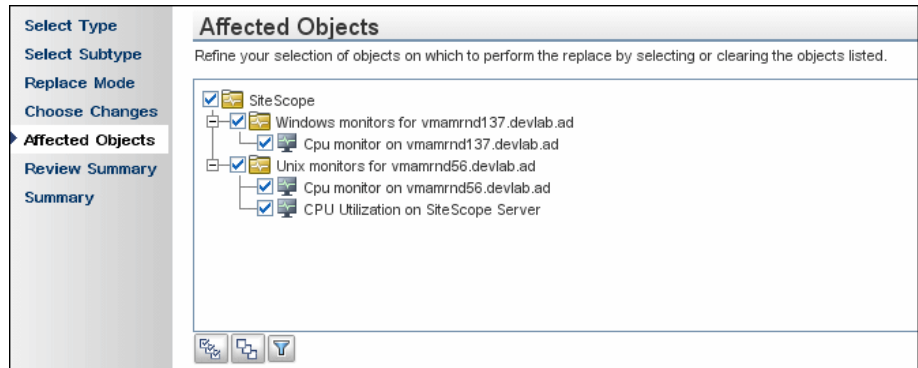 Select Type
Select Subtype
Replace Mode
Choose Changes
Affected Objects
Review Summary
Summary
Affected Objects
Refine your selection of objects on which to perform the replace by selecting or clearing the objects listed.
SiteScope
Windows monitors for vmamrnd137.devlab.ad
Cpu monitor on vmamrnd137.devlab.ad
Unix monitors for vmamrnd56.devlab.ad
Cpu monitor on vmamrnd56.devlab.ad
CPU Utilization on SiteScope Server